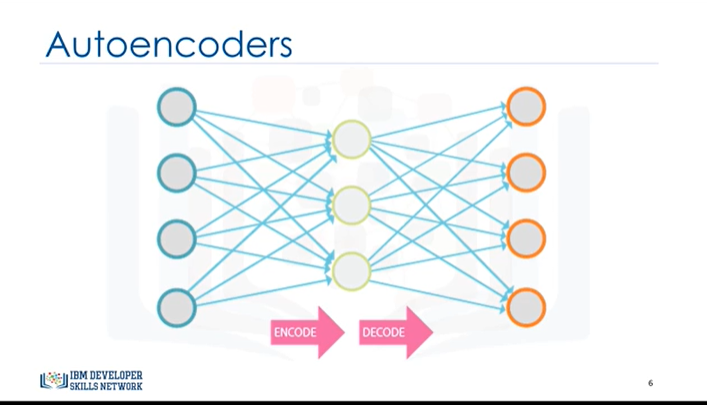 Autoencoders
ENCODE
DECODE
IBM DEVELOPER
SKILLS NETWORK
6